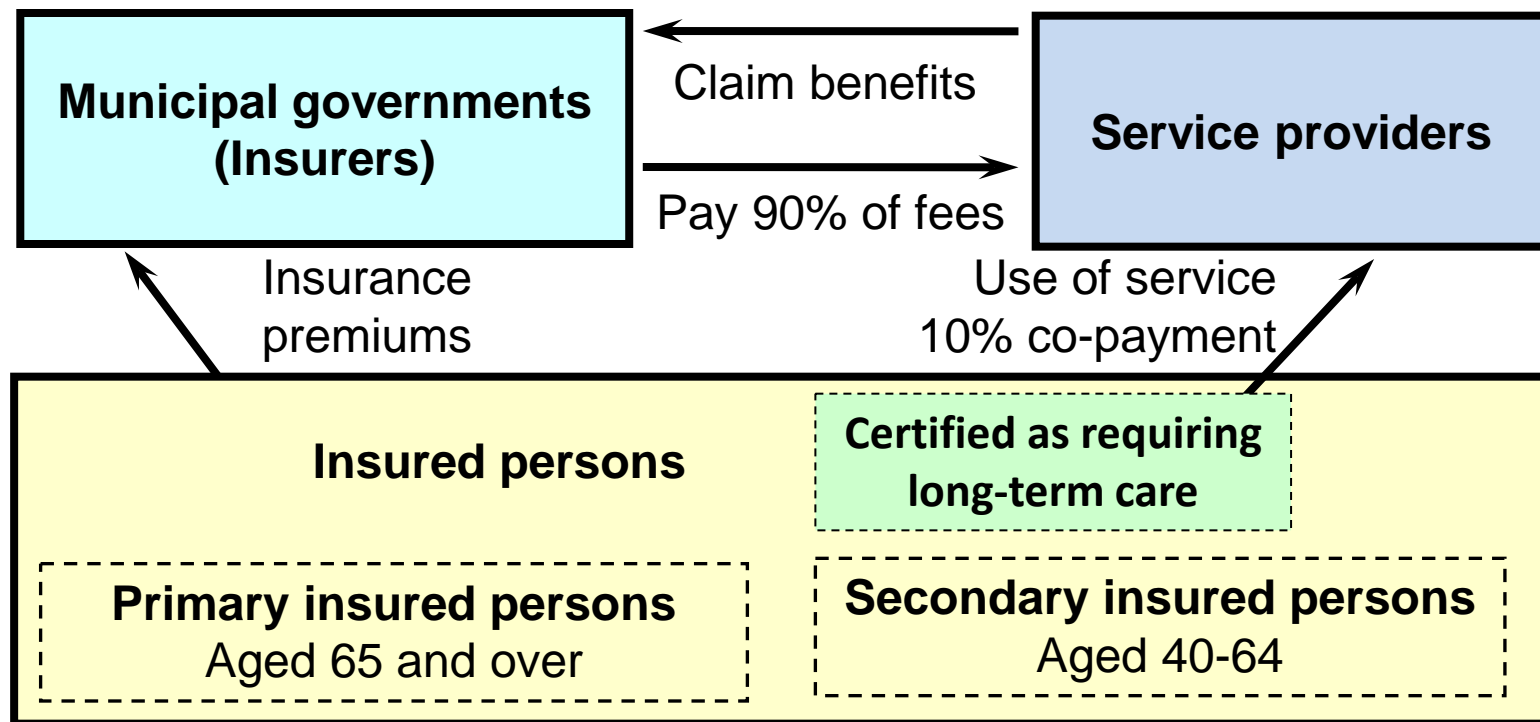 Municipal governments
(Insurers)
Claim benefits
Pay 90% of fees
Service providers
Insurance
premiums
Use of service
10% co-payment
Insured persons
Certified as requiring
long-term care
Primary insured persons
Aged 65 and over
Secondary insured persons
Aged 40-64